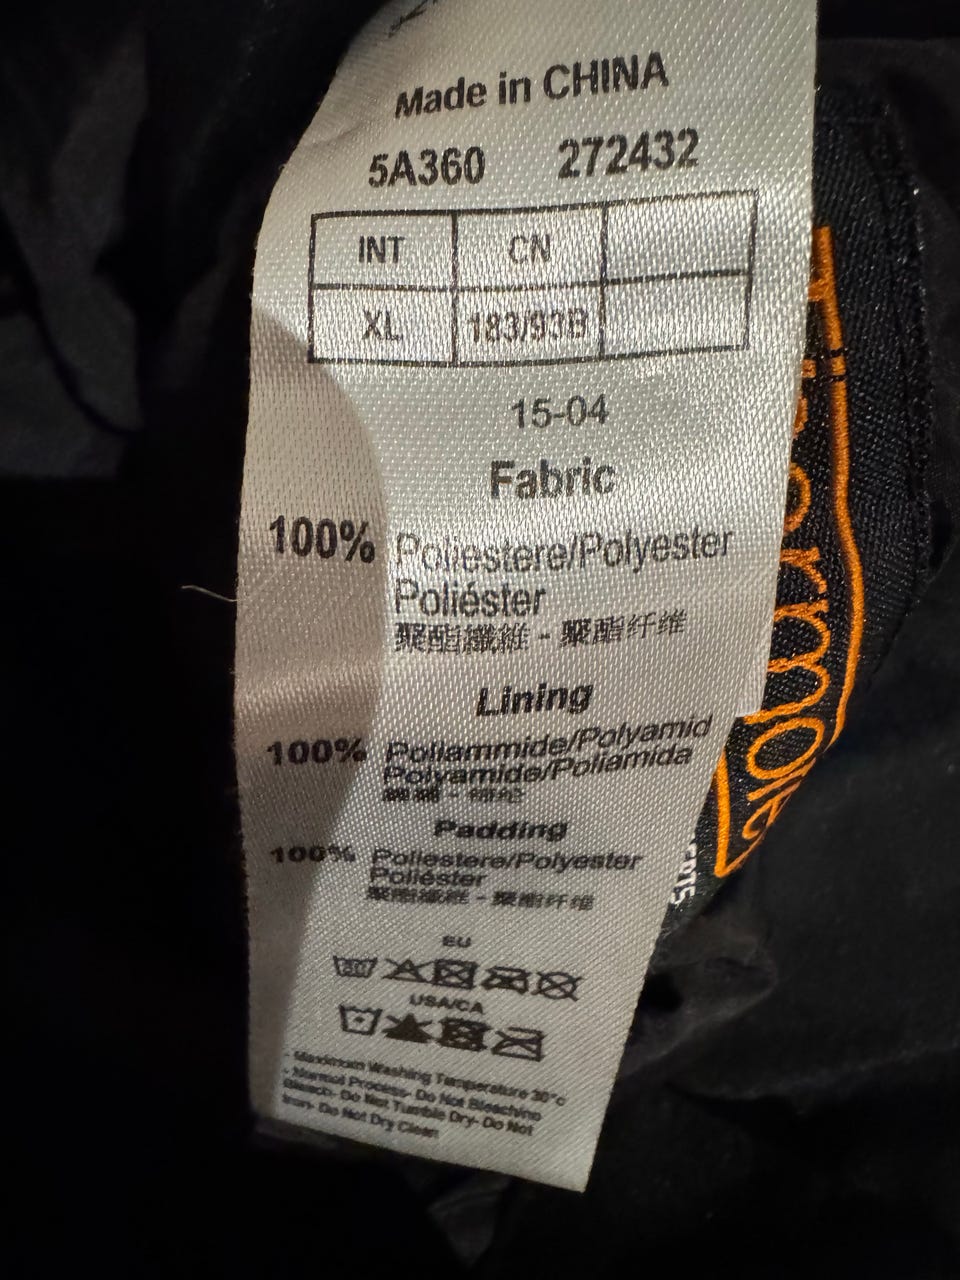 Made in CHINA
5A360 272432
INT CN
XL 183/93B
15-04
Fabric
100% Poliestere/Polyester
Poliéster
聚酯纖維 - 聚酯纤维
Lining
100% Poliammide/Polyamid
Polyamide/Poliamida
Padding
100% Poliestere/Polyester
Poliéster
聚酯纖維 - 聚酯纤维
EU
30
USA/CA
- Maximum Washing Temperature 30°c
- Normal Process- Do Not Bleachino
Bleach- Do Not Tumble Dry- Do Not
Iron- Do Not Dry Clean
Thermore